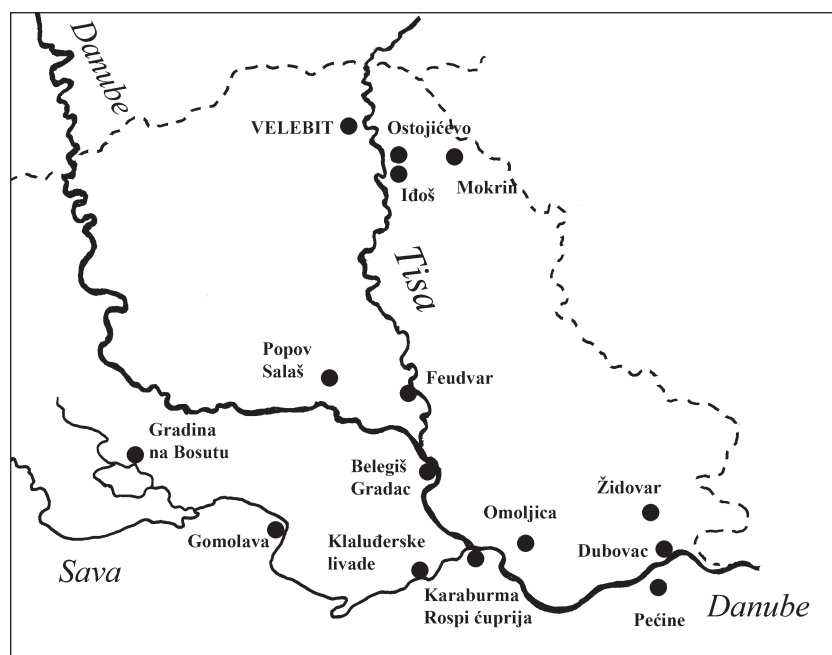 Danube
VELEBIT
Ostojićevo
Iđoš
Mokrin
Tisa
Popov
Salaš
Feudvar
Gradina
na Bosutu
Belegiš
Gradac
Židovar
Omoljica
Gomolava
Klaluđerske
livade
Dubovac
Sava
Karaburma
Rospi ćuprija
Pećine
Danube